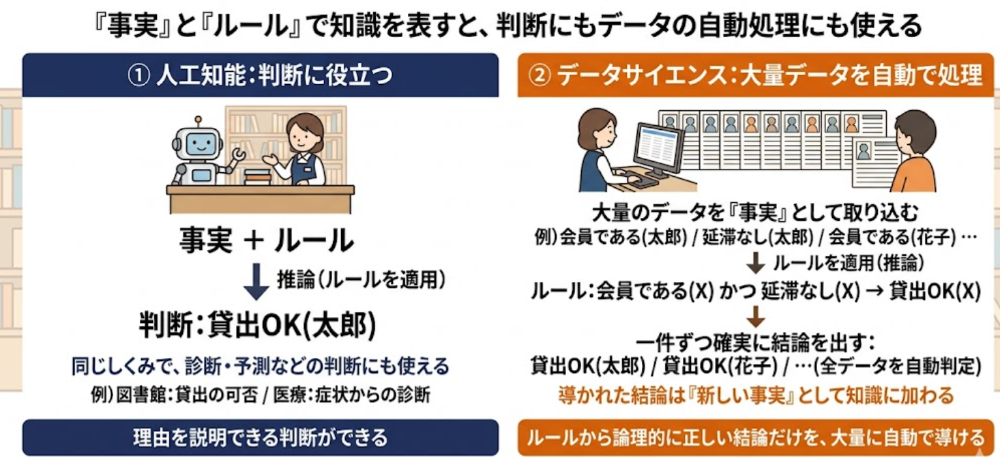 『事実』と『ルール』で知識を表すと、判断にもデータの自動処理にも使える
① 人工知能：判断に役立つ
事実 ＋ ルール
推論（ルールを適用）
判断：貸出OK(太郎)
同じしくみで、診断・予測などの判断にも使える
例）図書館：貸出の可否 / 医療：症状からの診断
理由を説明できる判断ができる
② データサイエンス：大量データを自動で処理
大量のデータを『事実』として取り込む
例）会員である(太郎) / 延滞なし(太郎) / 会員である(花子) …
ルールを適用（推論）
ルール：会員である(X) かつ 延滞なし(X) → 貸出OK(X)
一件ずつ確実に結論を出す：
貸出OK(太郎) / 貸出OK(花子) / …(全データを自動判定)
導かれた結論は『新しい事実』として知識に加わる
ルールから論理的に正しい結論だけを、大量に自動で導ける